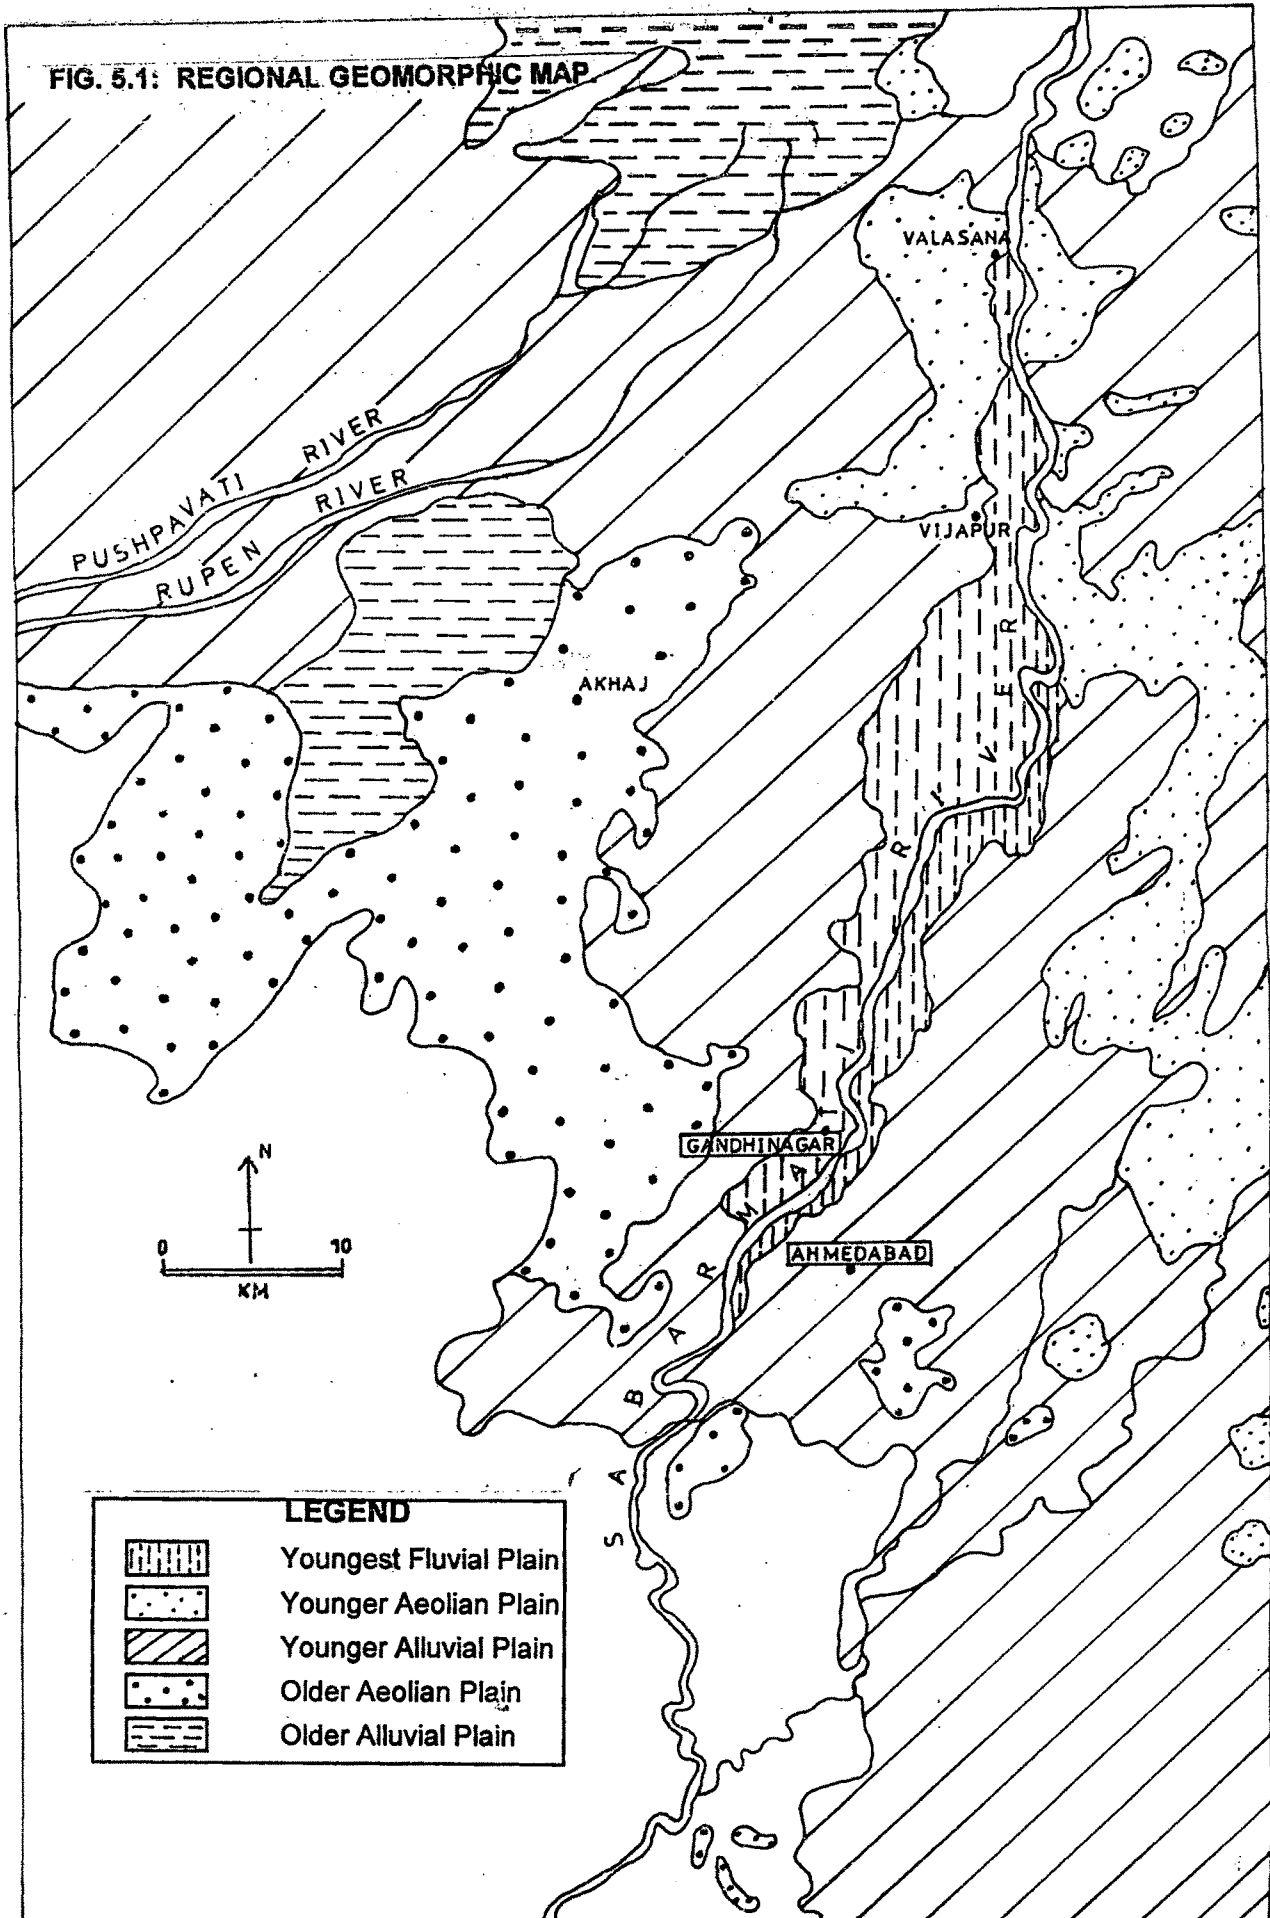 FIG. 5.1: REGIONAL GEOMORPHIC MAP.
VALASANA
PUSHPAVATI RIVER
RUPEN RIVER
VIJAPUR
AKHAJ
SABARMATI RIVER
GANDHINAGAR
AHMEDABAD
N
0 10
KM
LEGEND
Youngest Fluvial Plain
Younger Aeolian Plain
Younger Alluvial Plain
Older Aeolian Plain
Older Alluvial Plain